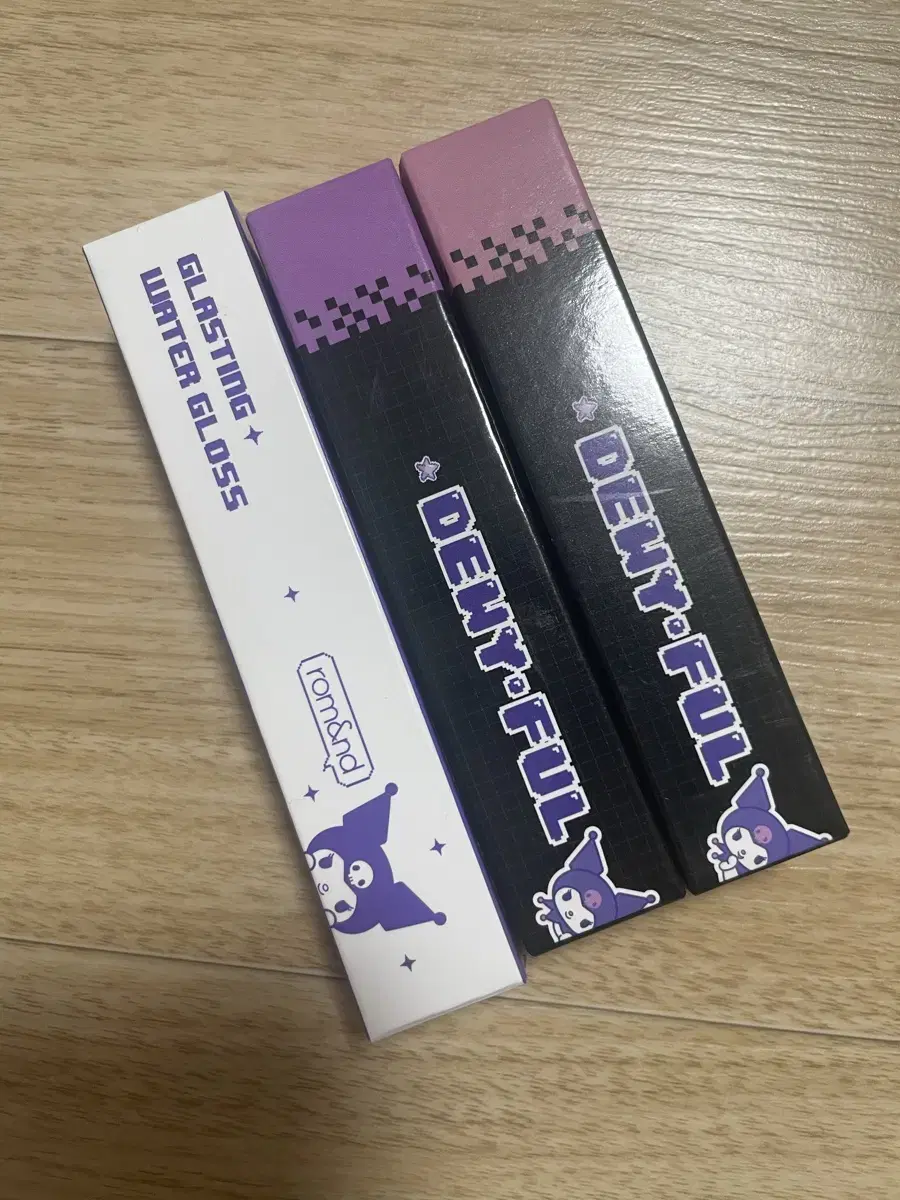 GLASTING
WATER GLOSS
rom&nd
DEWY·FUL
DEWY·FUL